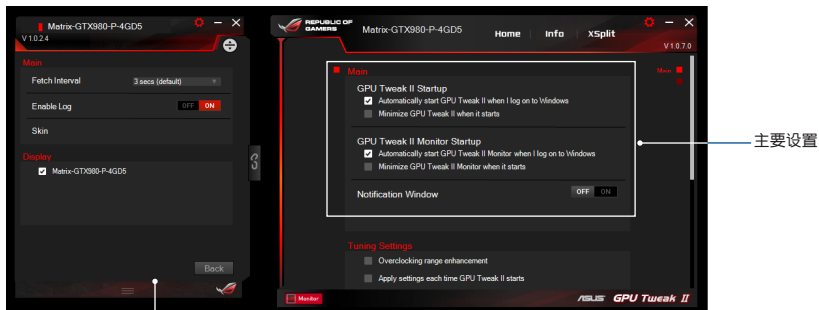 Matrix-GTX980-P-4GD5
V 1.0.2.4
Main
Fetch Interval 3 secs (default)
Enable Log OFF ON
Skin
Display
Matrix-GTX980-P-4GD5
Back
REPUBLIC OF
GAMERS
Matrix-GTX980-P-4GD5
Home Info XSplit
V 1.0.7.0
Main
Main
GPU Tweak II Startup
Automatically start GPU Tweak II when I log on to Windows
Minimize GPU Tweak II when it starts
GPU Tweak II Monitor Startup
Automatically start GPU Tweak II Monitor when I log on to Windows
Minimize GPU Tweak II Monitor when it starts
Notification Window OFF ON
Tuning Settings
Overclocking range enhancement
Apply settings each time GPU Tweak II starts
Monitor
ASUS GPU Tweak II
主要设置